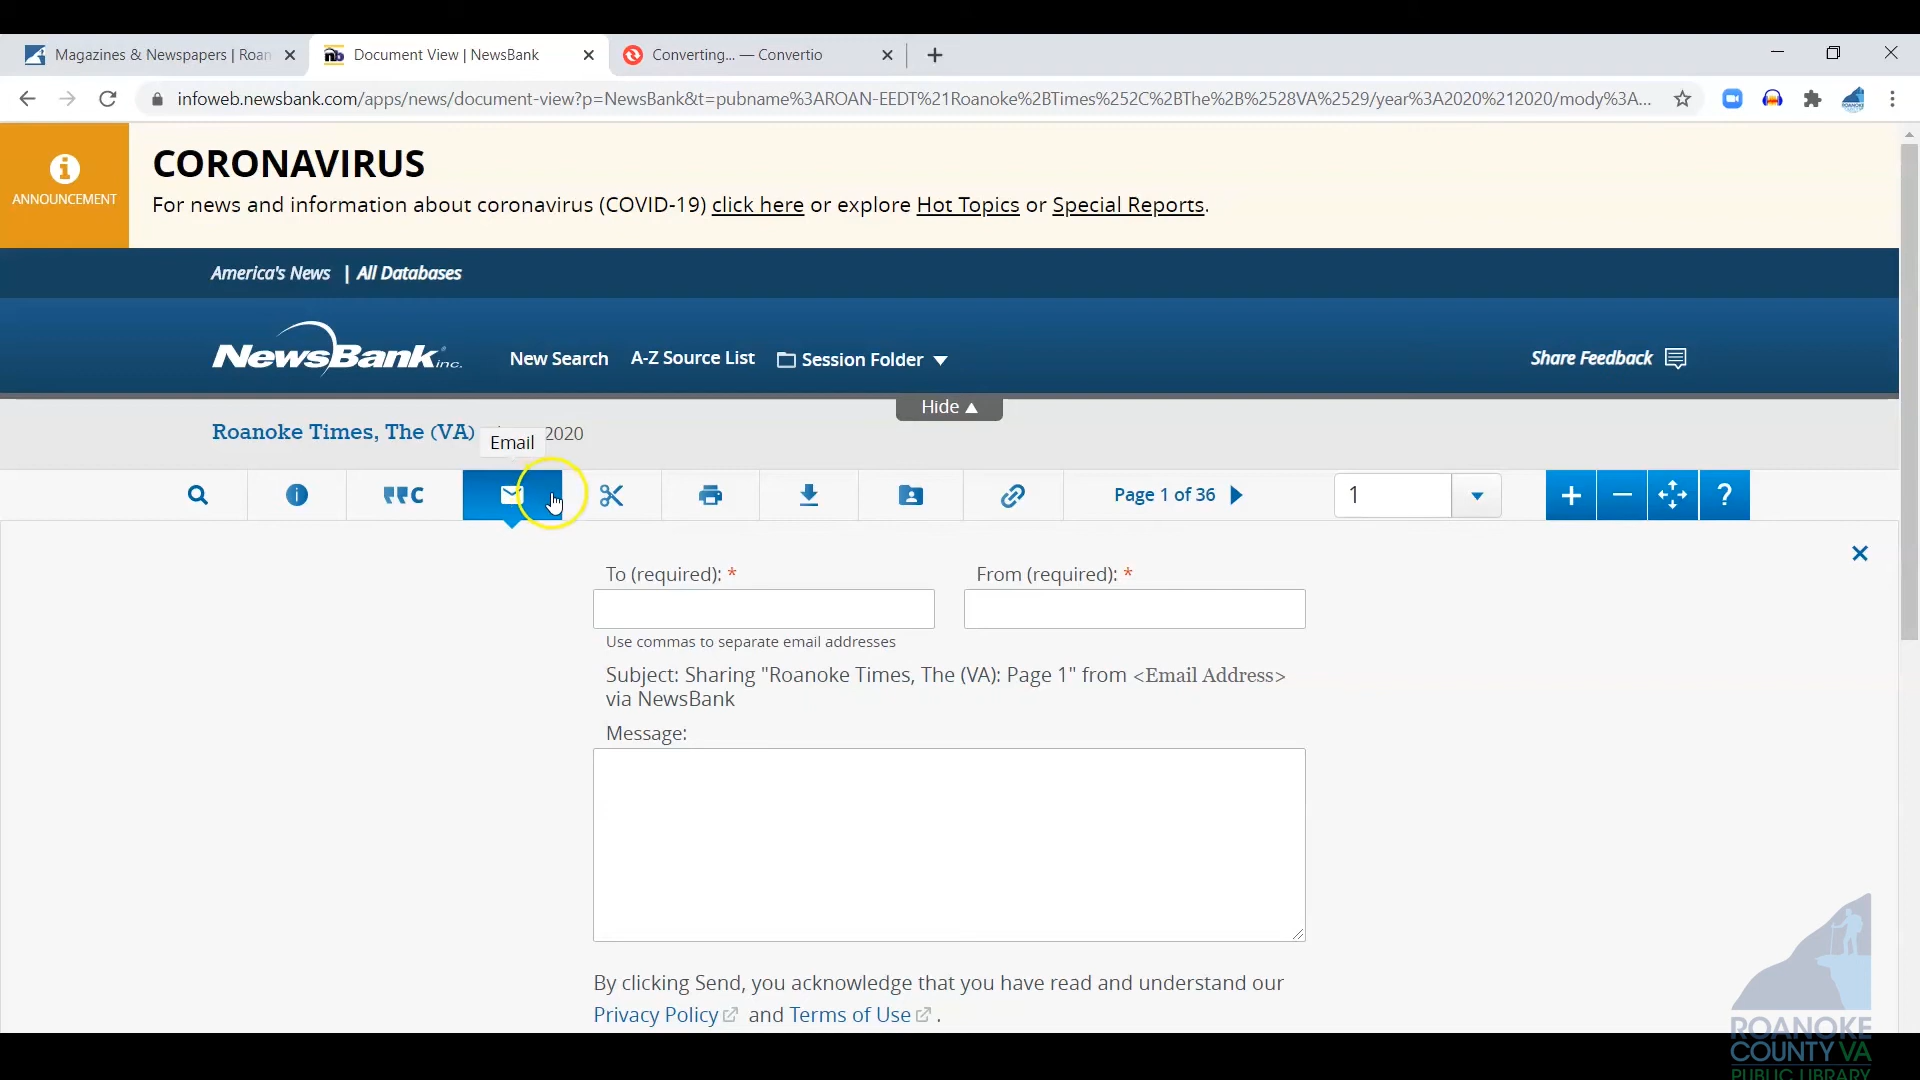 Magazines & Newspapers | Roan
Document View | NewsBank
Converting... — Convertio
infoweb.newsbank.com/apps/news/document-view?p=NewsBank&t=pubname%3AROAN-EEDT%21Roanoke%2BTimes%252C%2BThe%2B%2528VA%2529/year%3A2020%212020/mody%3A...
CORONAVIRUS
ANNOUNCEMENT
For news and information about coronavirus (COVID-19) click here or explore Hot Topics or Special Reports.
America's News | All Databases
NewsBank inc.
New Search
A-Z Source List
Session Folder
Share Feedback
Hide
Roanoke Times, The (VA)
2020
Email
Page 1 of 36
1
To (required): *
From (required): *
Use commas to separate email addresses
Subject: Sharing "Roanoke Times, The (VA): Page 1" from <Email Address>
via NewsBank
Message:
By clicking Send, you acknowledge that you have read and understand our
Privacy Policy and Terms of Use .
ROANOKE
COUNTY VA
PUBLIC LIBRARY